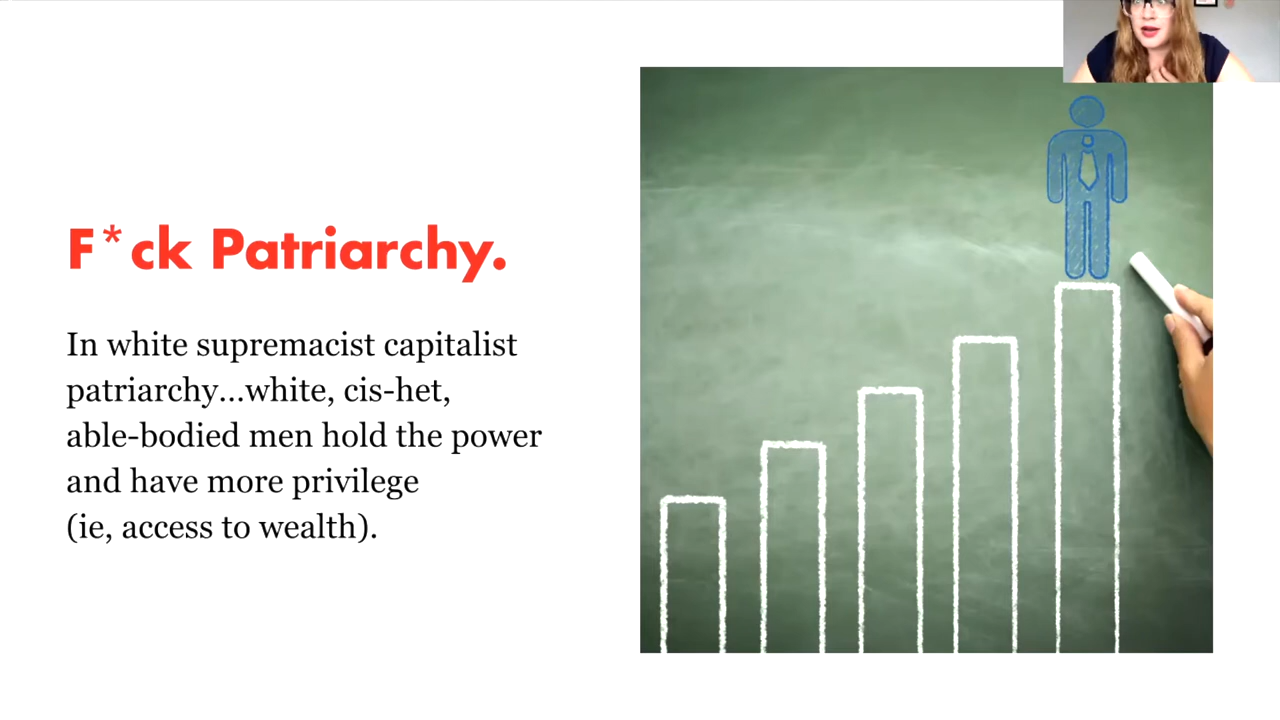 F*ck Patriarchy.
In white supremacist capitalist
patriarchy...white, cis-het,
able-bodied men hold the power
and have more privilege
(ie, access to wealth).